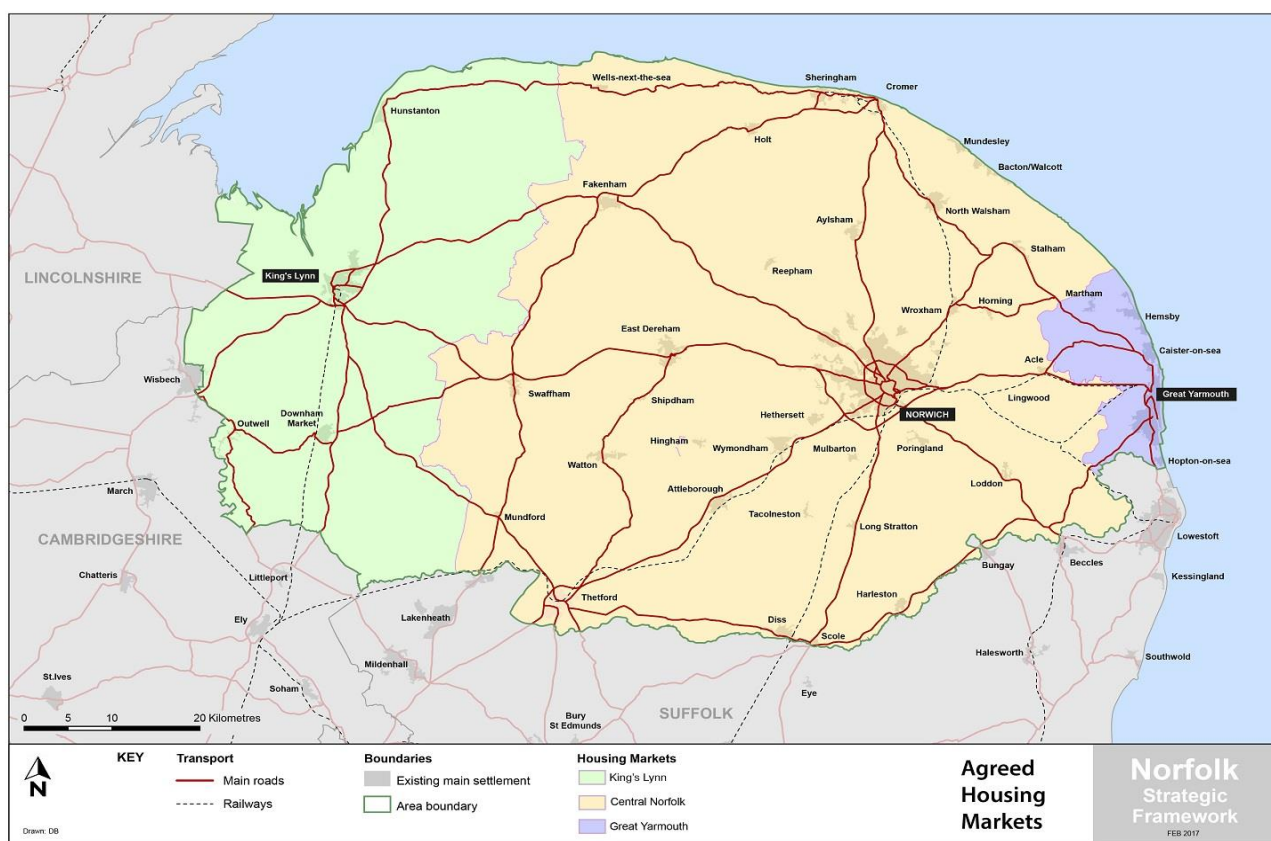 Wells-next-the-sea
Sheringham
Cromer
Hunstanton
Holt
Mundesley
Bacton/Walcott
Fakenham
North Walsham
Aylsham
Stalham
LINCOLNSHIRE
King's Lynn
Reepham
Martham
Wroxham
Horning
Hemsby
East Dereham
Caister-on-sea
Acle
Wisbech
Swaffham
Shipdham
Lingwood
Great Yarmouth
Outwell
Downham
Market
Hethersett
NORWICH
Hingham
Wymondham
Mulbarton
Poringland
Watton
Hopton-on-sea
March
Attleborough
Loddon
Mundford
Tacolneston
Long Stratton
CAMBRIDGESHIRE
Lowestoft
Chatteris
Littleport
Bungay
Beccles
Kessingland
Thetford
Harleston
Ely
Lakenheath
Diss
Scole
Halesworth
Mildenhall
Southwold
St.Ives
Soham
Eye
0 5 10 20 Kilometres
Bury
St Edmunds
SUFFOLK
KEY
Transport
Main roads
Railways
Boundaries
Existing main settlement
Area boundary
Housing Markets
King's Lynn
Central Norfolk
Great Yarmouth
N
Drawn: DB
Agreed
Housing
Markets
Norfolk
Strategic
Framework
FEB 2017